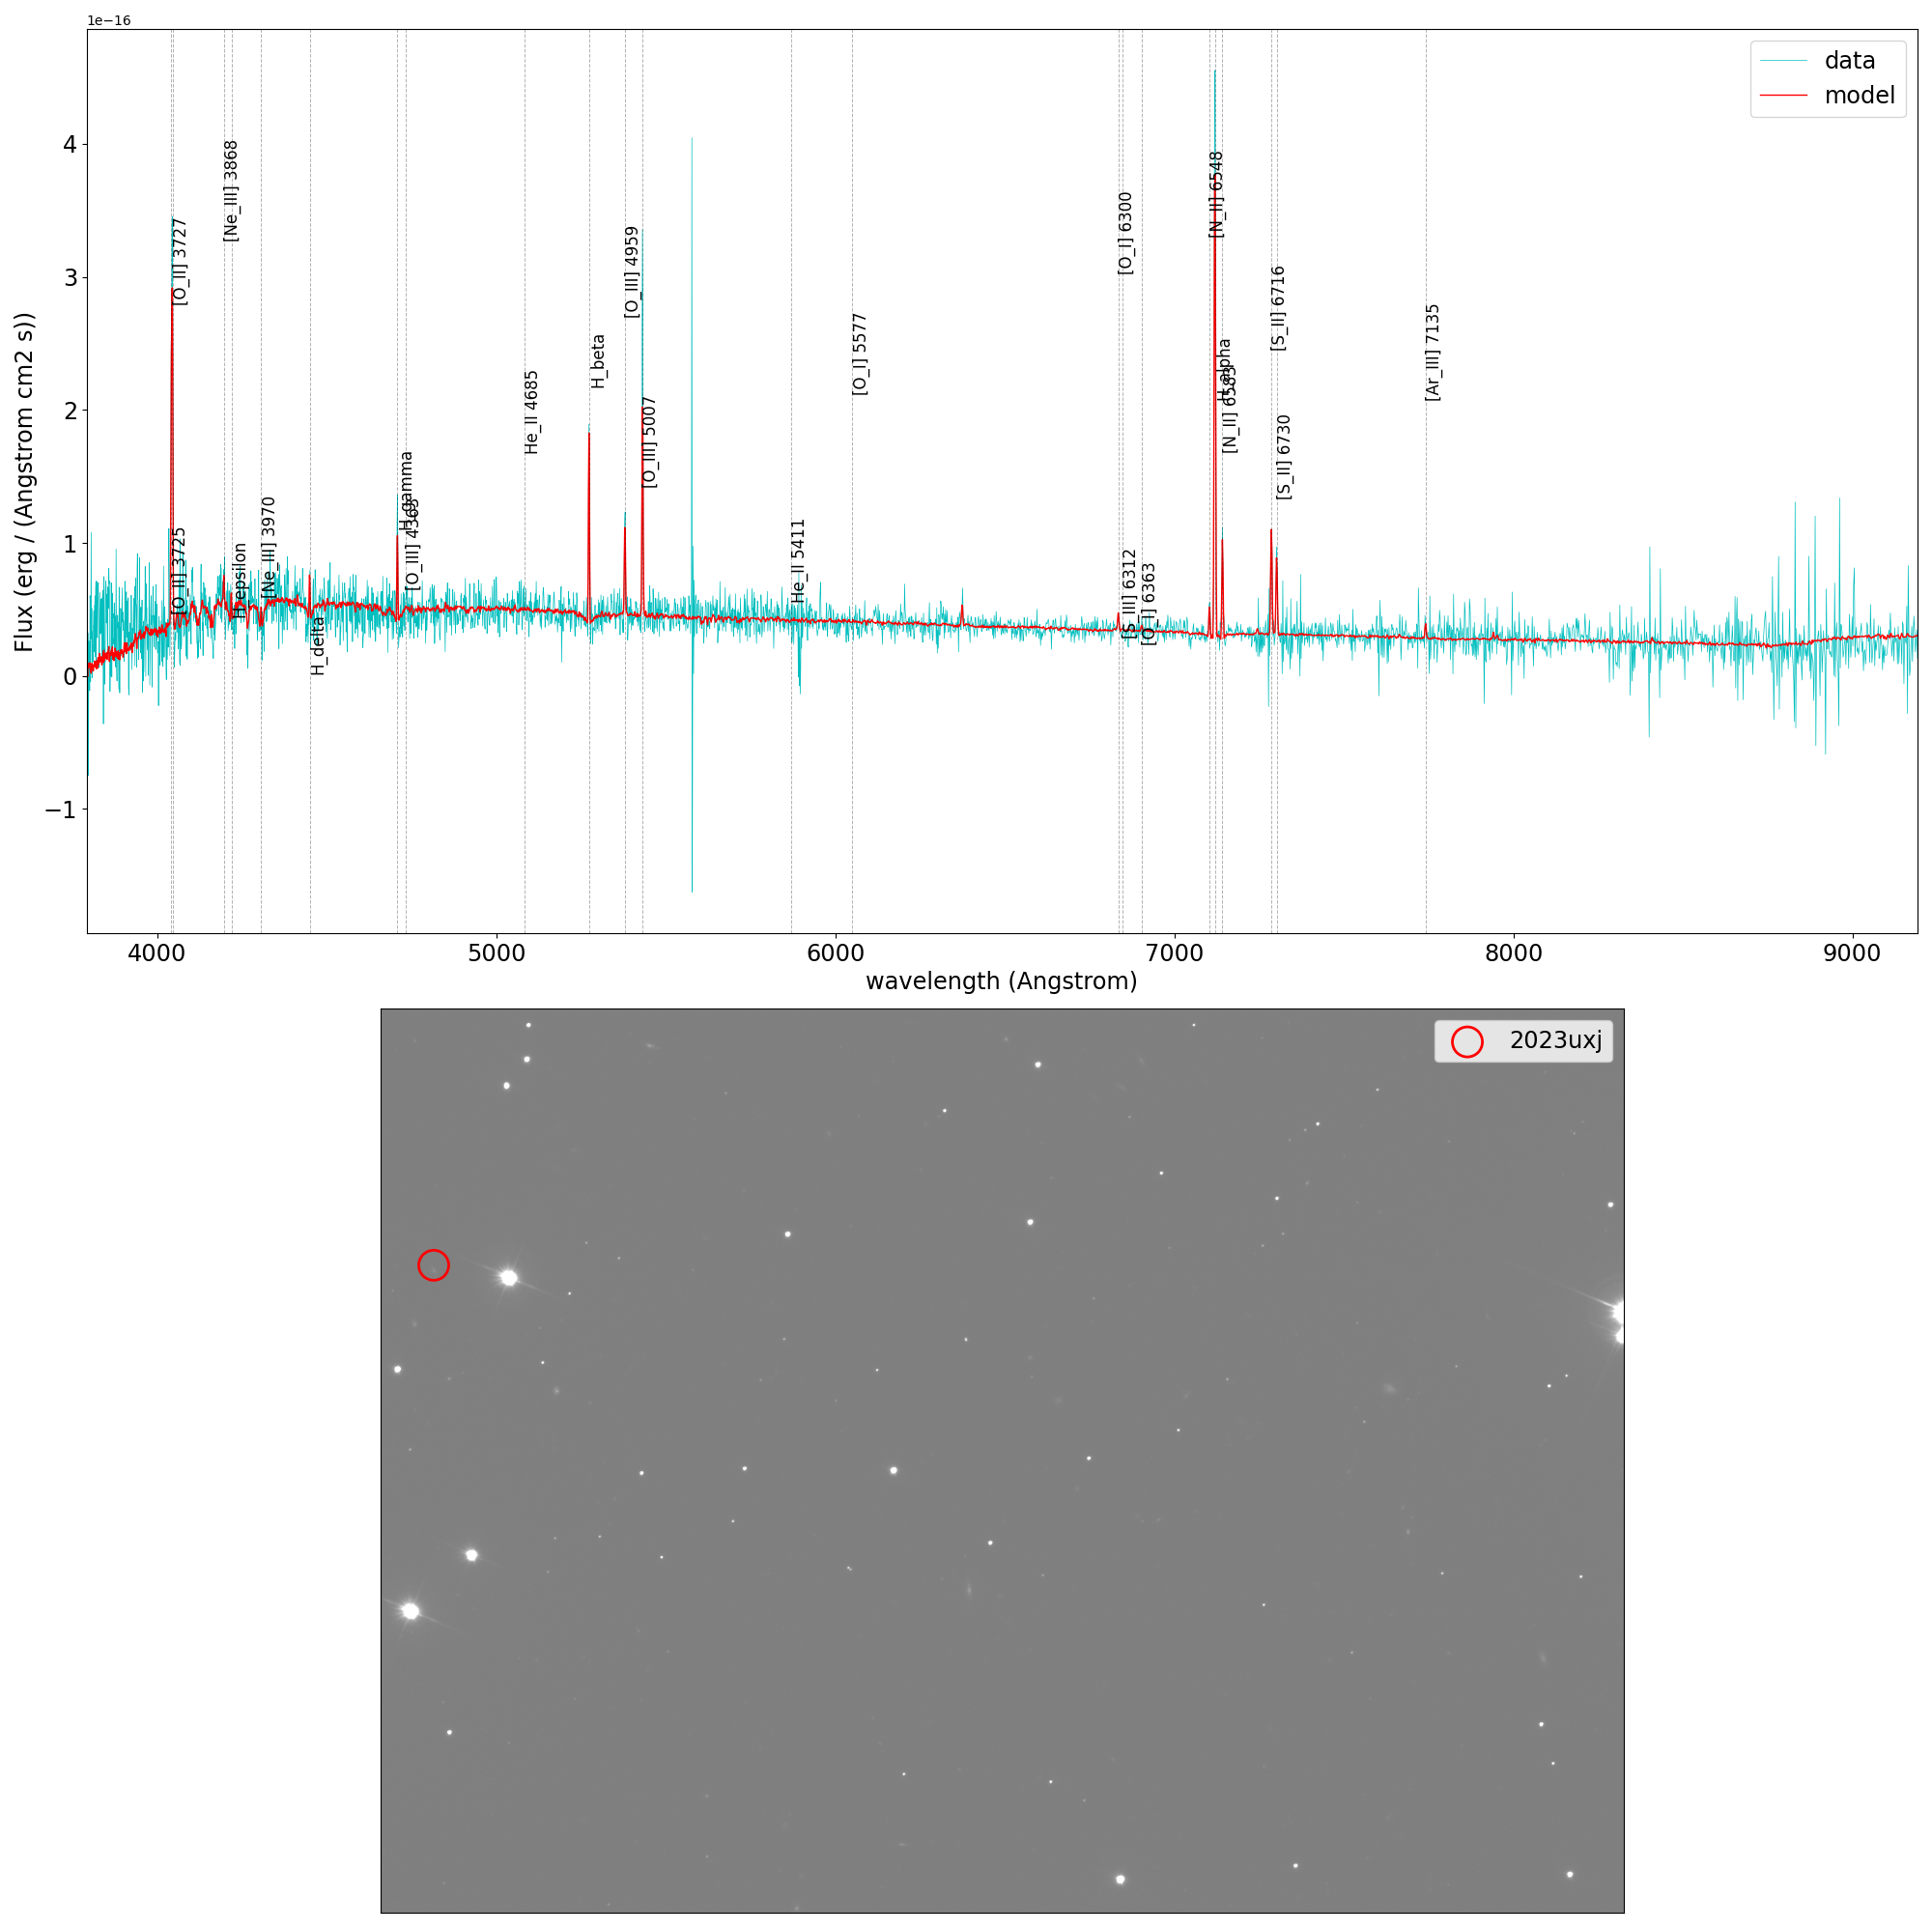 1e−16
data
model
Flux (erg / (Angstrom cm2 s))
4
3
2
1
0
−1
[O_II] 3725
[O_II] 3727
[Ne_III] 3868
H_epsilon
[Ne_III] 3970
H_delta
H_gamma
[O_III] 4363
He_II 4685
H_beta
[O_III] 4959
[O_III] 5007
He_II 5411
[O_I] 5577
[O_I] 6300
[S_III] 6312
[O_I] 6363
[N_II] 6548
H_alpha
[N_II] 6583
[S_II] 6716
[S_II] 6730
[Ar_III] 7135
4000
5000
6000
7000
8000
9000
wavelength (Angstrom)
2023uxj